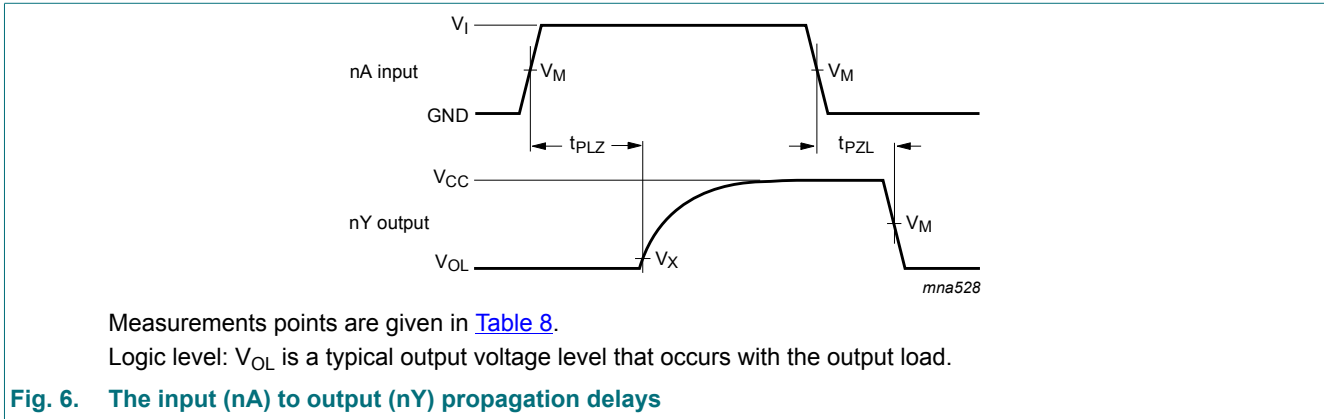 V_I
nA input
V_M
V_M
GND
t_PLZ
t_PZL
V_CC
nY output
V_M
V_OL
V_X
mna528
Measurements points are given in Table 8.
Logic level: V_OL is a typical output voltage level that occurs with the output load.
Fig. 6. The input (nA) to output (nY) propagation delays